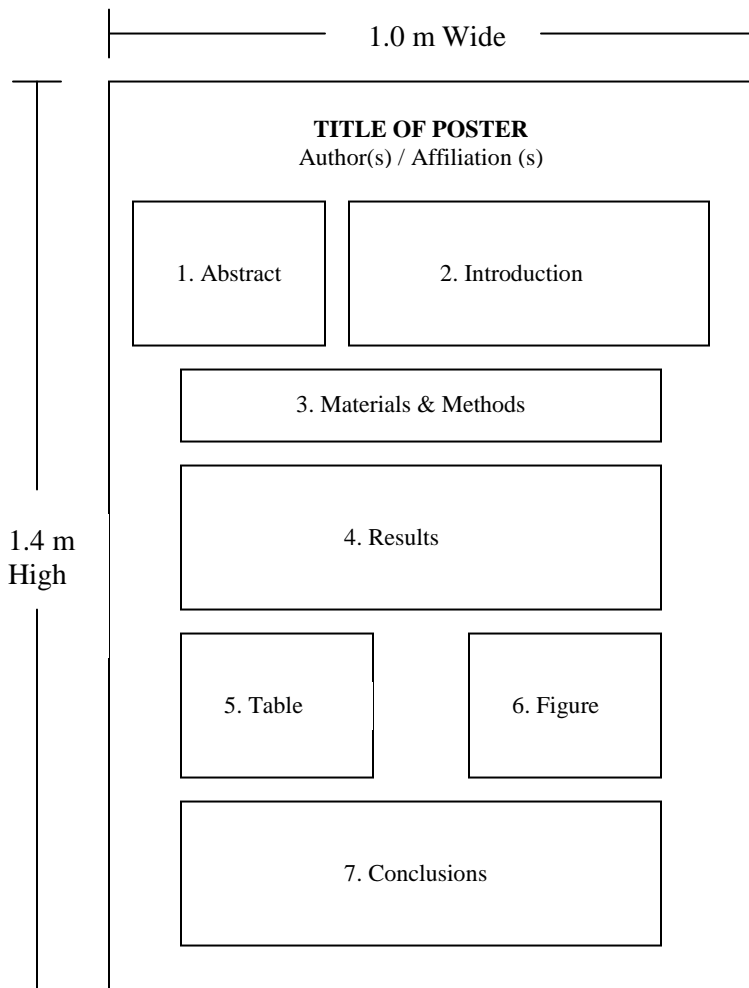 1.0 m Wide
TITLE OF POSTER
Author(s) / Affiliation (s)
1. Abstract
2. Introduction
3. Materials & Methods
4. Results
1.4 m
High
5. Table
6. Figure
7. Conclusions